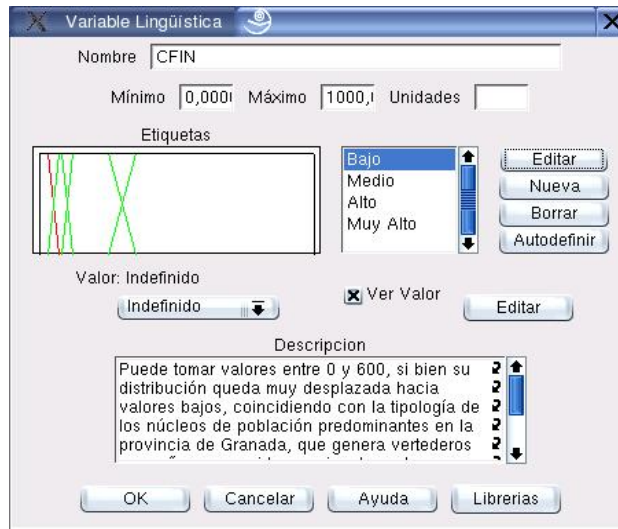 Variable Lingüística
Nombre CFIN
Mínimo 0,000 Máximo 1000, Unidades
Etiquetas
Bajo
Medio
Alto
Muy Alto
Editar
Nueva
Borrar
Autodefinir
Valor: Indefinido
Indefinido
Ver Valor
Editar
Descripcion
Puede tomar valores entre 0 y 600, si bien su
distribución queda muy desplazada hacia
valores bajos, coincidiendo con la tipología de
los núcleos de población predominantes en la
provincia de Granada, que genera vertederos
OK Cancelar Ayuda Librerias